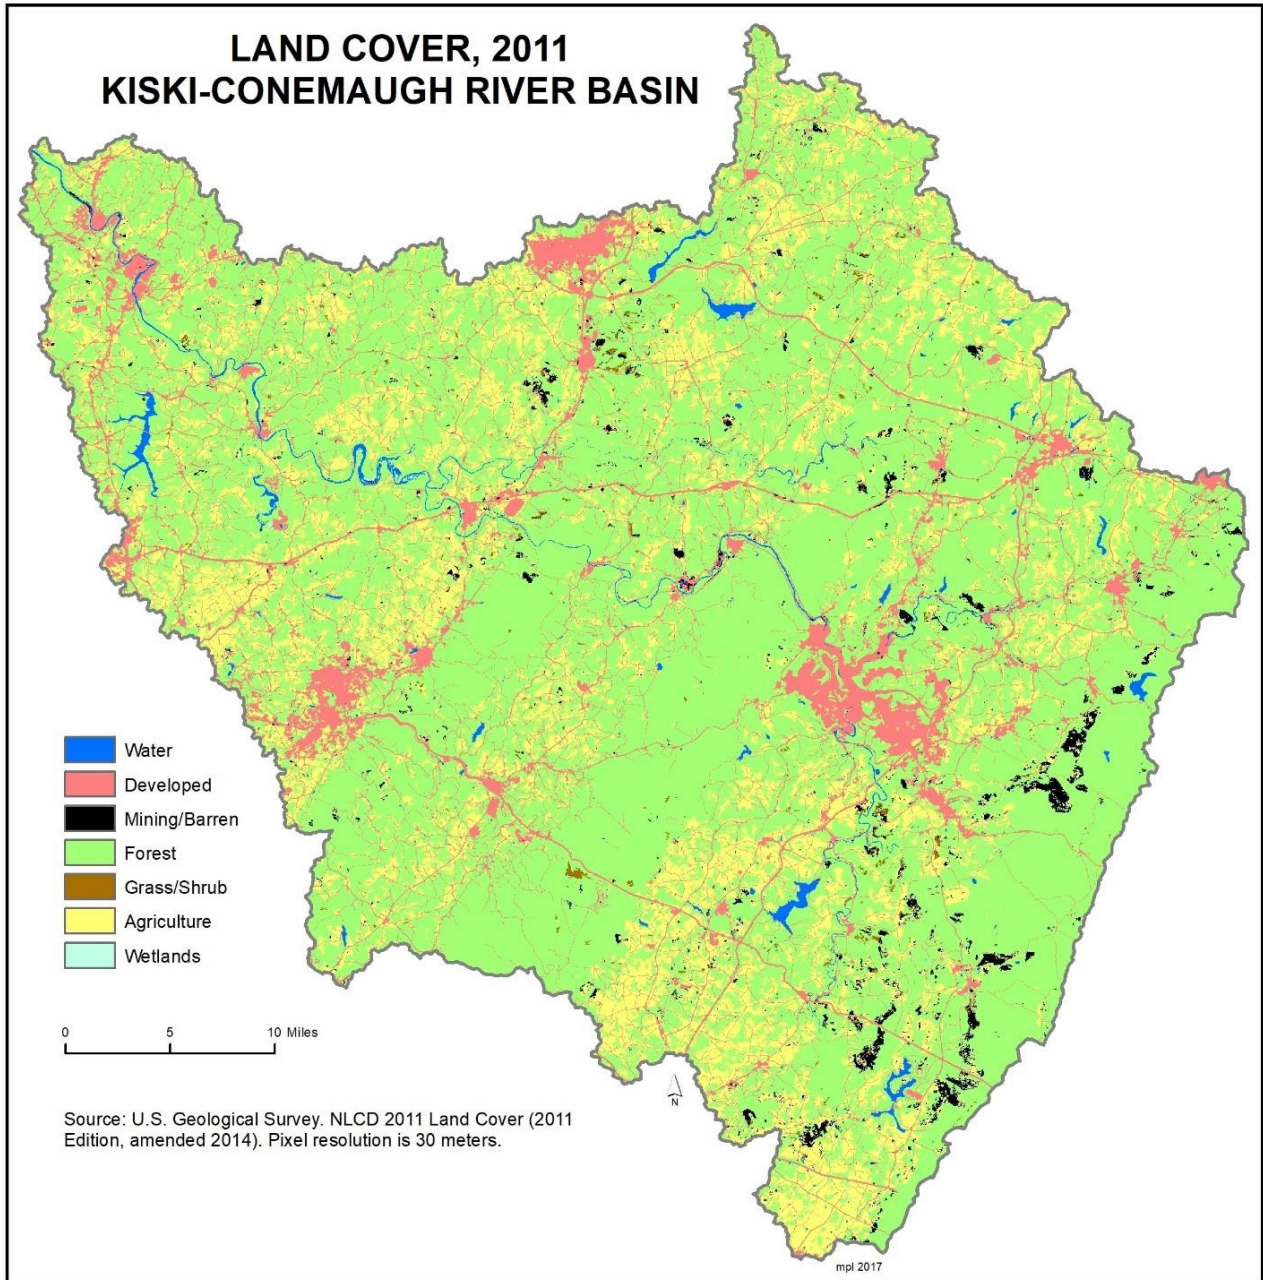 LAND COVER, 2011
KISKI-CONEMAUGH RIVER BASIN
Water
Developed
Mining/Barren
Forest
Grass/Shrub
Agriculture
Wetlands
0 5 10 Miles
N
Source: U.S. Geological Survey. NLCD 2011 Land Cover (2011
Edition, amended 2014). Pixel resolution is 30 meters.
mpl 2017